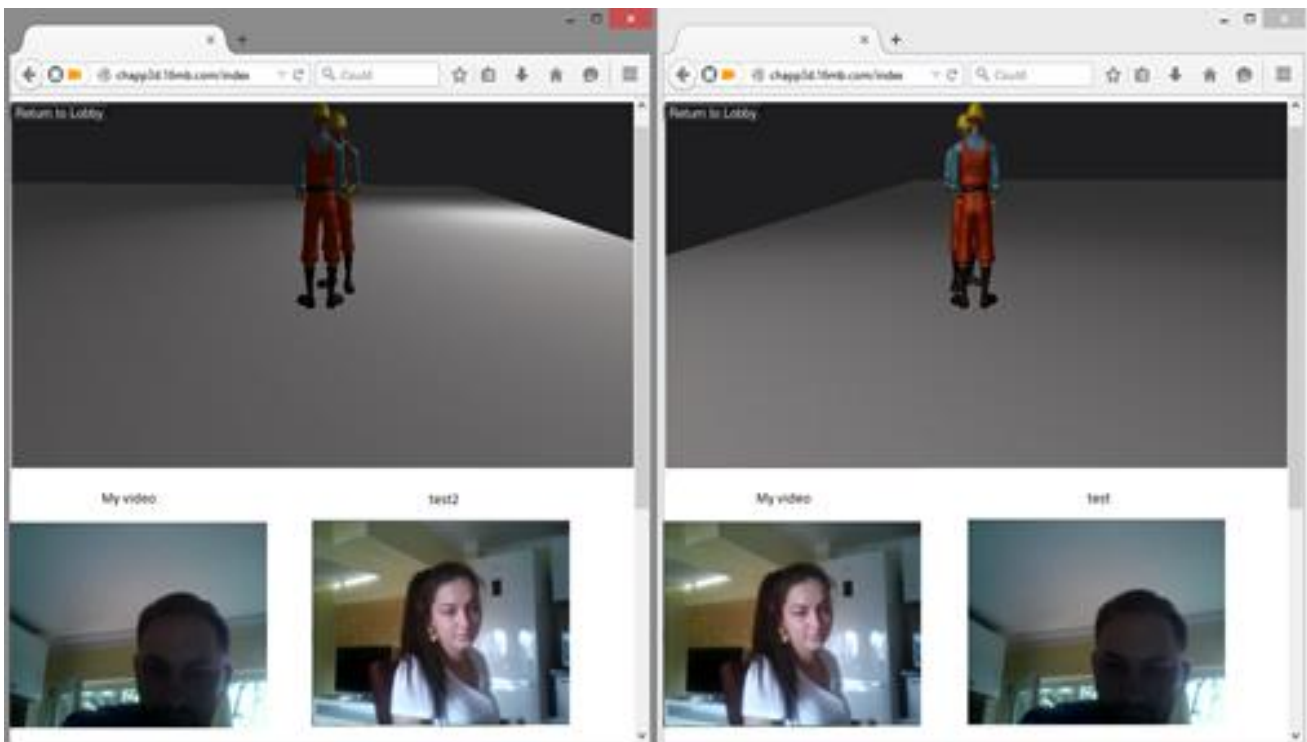 chapp3d.16mb.com/index
Return to Lobby
My video
test2
chapp3d.16mb.com/index
Return to Lobby
My video
test